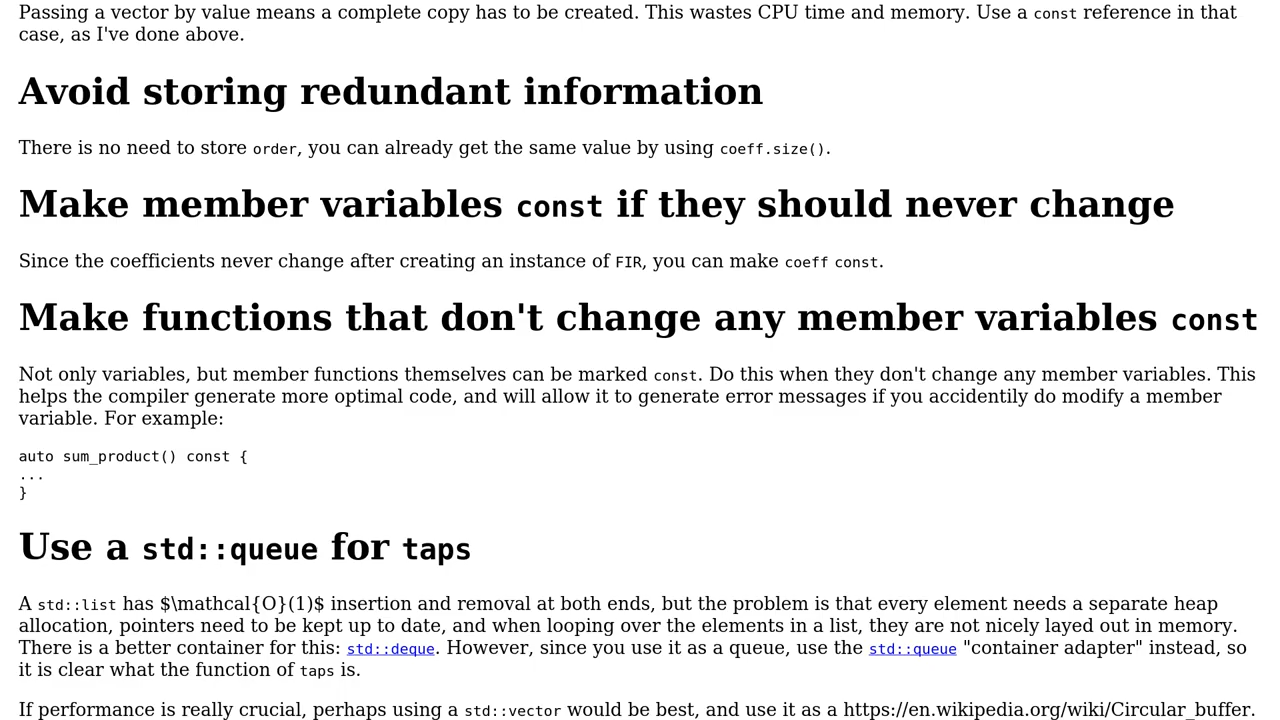 Passing a vector by value means a complete copy has to be created. This wastes CPU time and memory. Use a const reference in that
case, as I've done above.
Avoid storing redundant information
There is no need to store order, you can already get the same value by using coeff.size().
Make member variables const if they should never change
Since the coefficients never change after creating an instance of FIR, you can make coeff const.
Make functions that don't change any member variables const
Not only variables, but member functions themselves can be marked const. Do this when they don't change any member variables. This
helps the compiler generate more optimal code, and will allow it to generate error messages if you accidentily do modify a member
variable. For example:
auto sum_product() const {
...
}
Use a std::queue for taps
A std::list has $\mathcal{O}(1)$ insertion and removal at both ends, but the problem is that every element needs a separate heap
allocation, pointers need to be kept up to date, and when looping over the elements in a list, they are not nicely layed out in memory.
There is a better container for this: std::deque. However, since you use it as a queue, use the std::queue "container adapter" instead, so
it is clear what the function of taps is.
If performance is really crucial, perhaps using a std::vector would be best, and use it as a https://en.wikipedia.org/wiki/Circular_buffer.